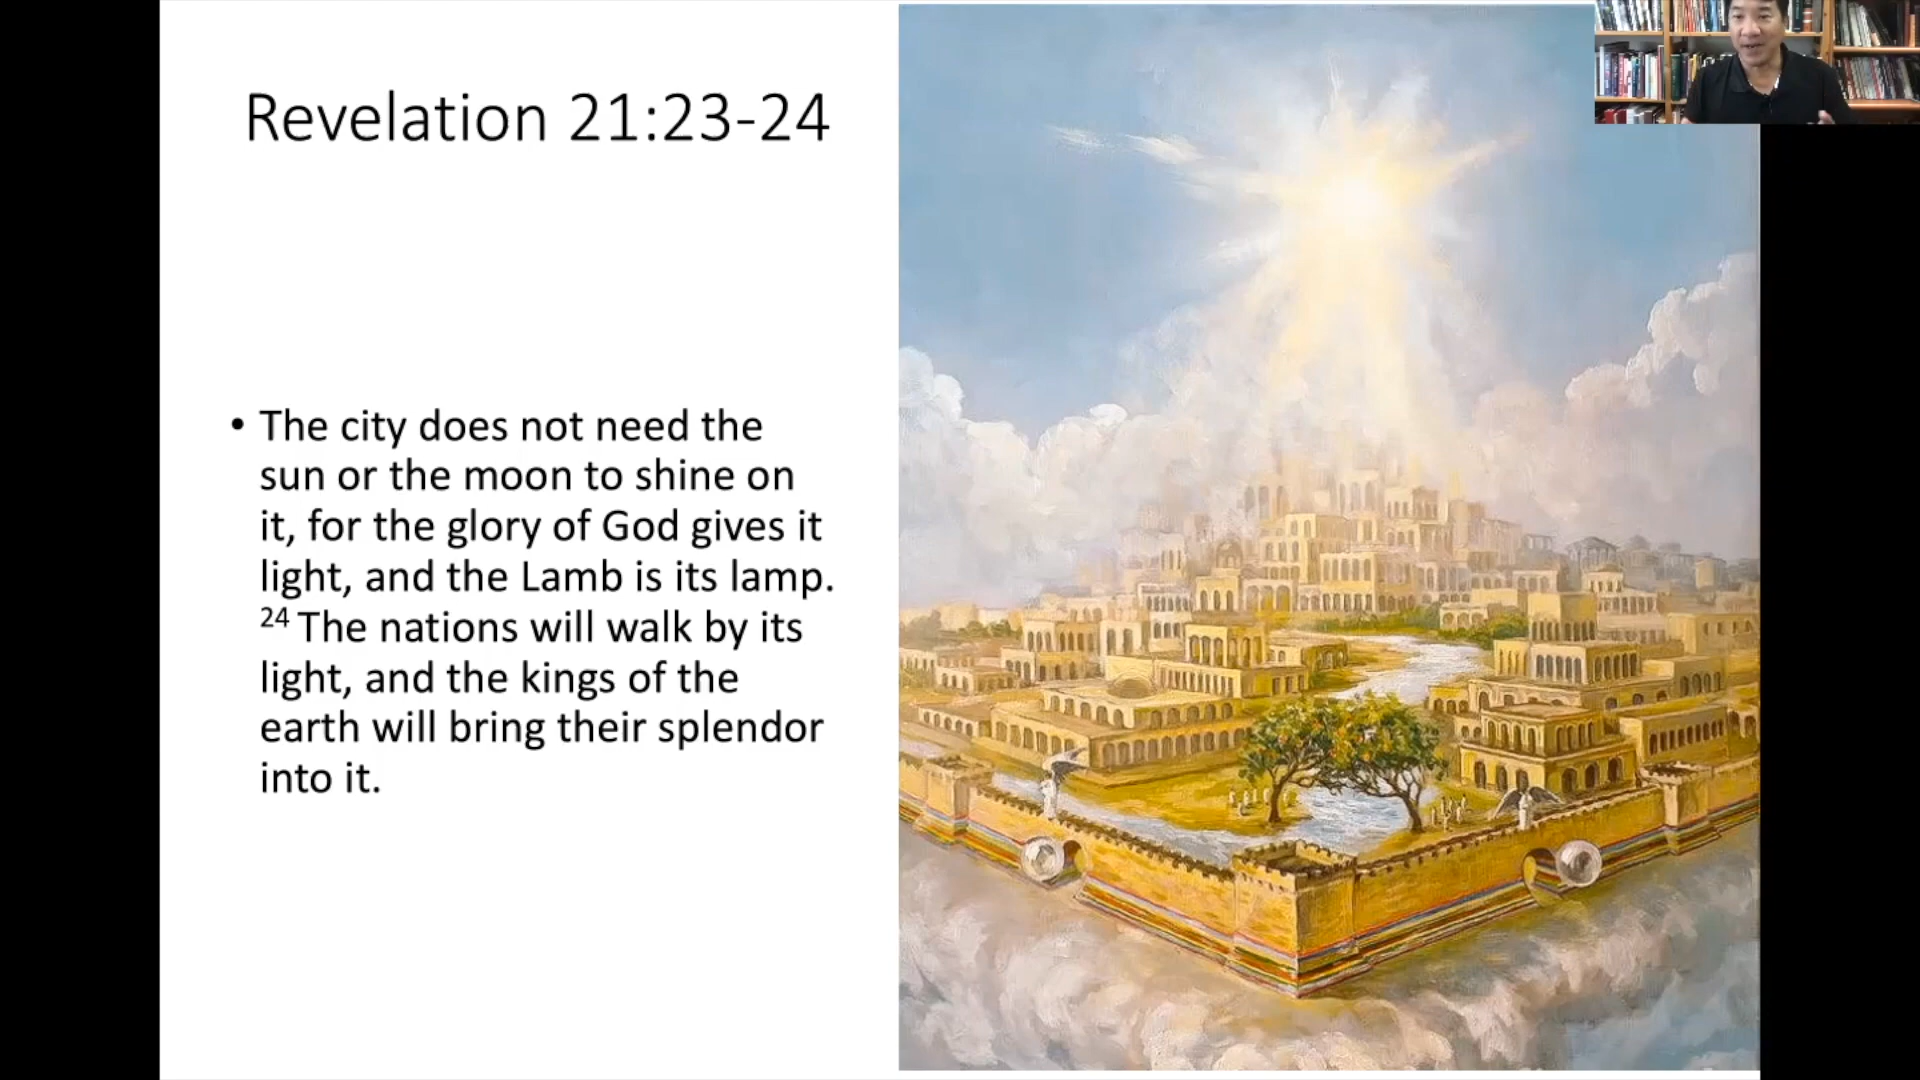 Revelation 21:23-24
• The city does not need the
sun or the moon to shine on
it, for the glory of God gives it
light, and the Lamb is its lamp.
24 The nations will walk by its
light, and the kings of the
earth will bring their splendor
into it.